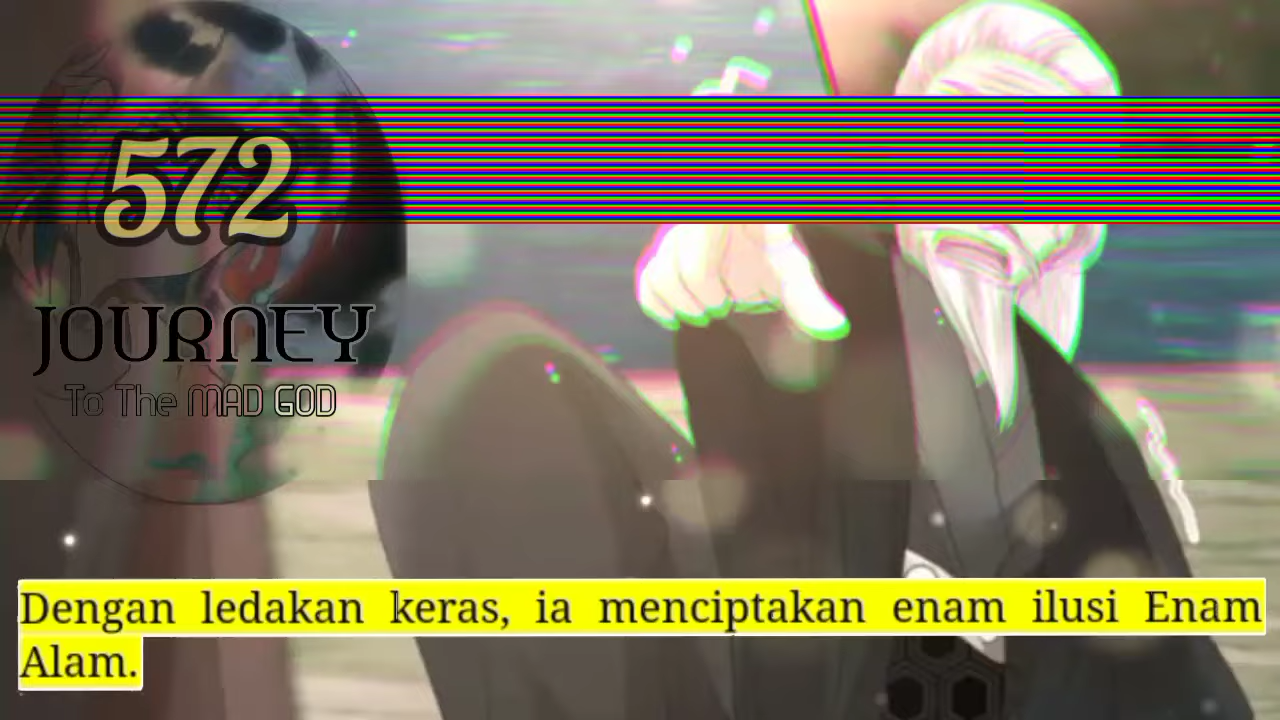 572
JOURNEY
To The MAD GOD
Dengan ledakan keras, ia menciptakan enam ilusi Enam
Alam.